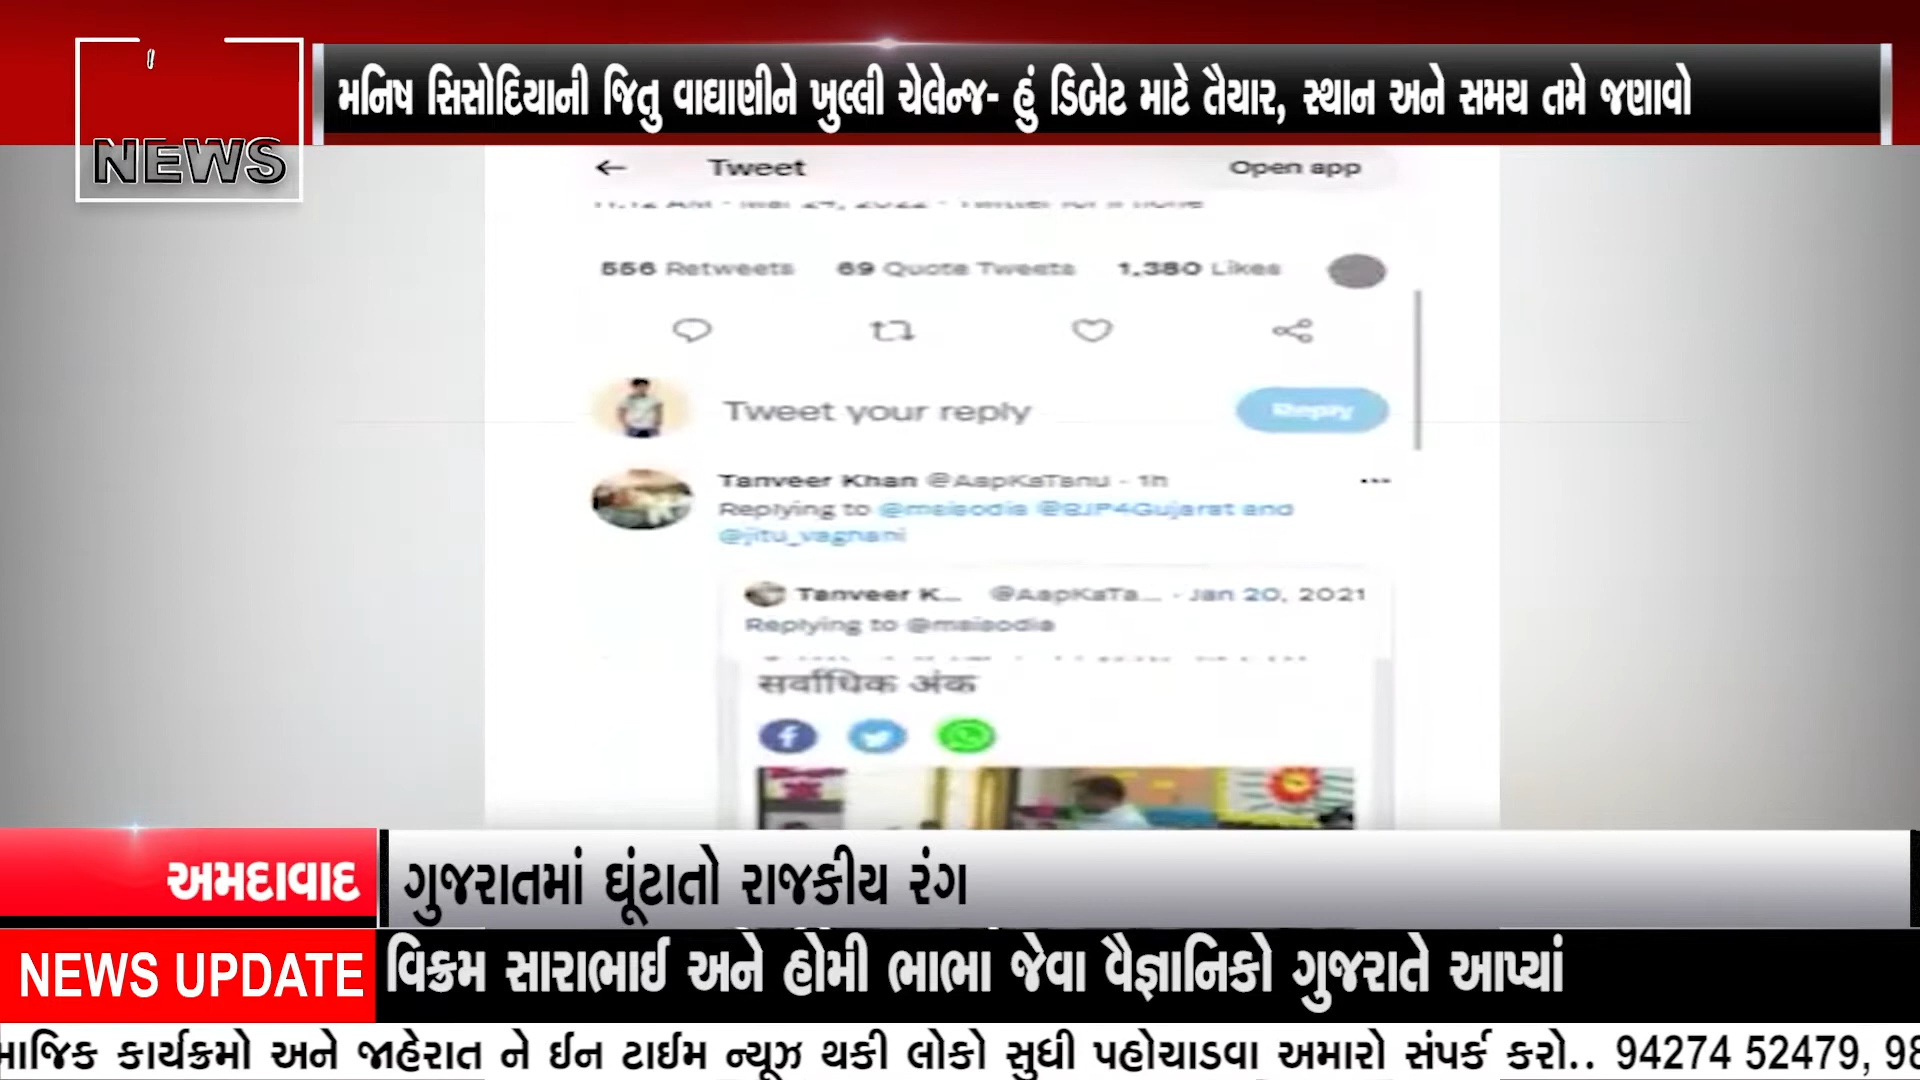 મનિષ સિસોદિયાની જિતુ વાઘાણીને ખુલ્લી ચેલેન્જ- હું ડિબેટ માટે તૈયાર, સ્થાન અને સમય તમે જણાવો
NEWS
Tweet Open app
556 Retweets 69 Quote Tweets 1,380 Likes
Tweet your reply Reply
Tanveer Khan @AapKaTanu · 1h
Replying to @msisodia @BJP4Gujarat and
@jitu_vaghani
Tanveer K... @AapKaTa... · Jan 20, 2021
Replying to @msisodia
सर्वाधिक अंक
અમદાવાદ
ગુજરાતમાં ઘૂંટાતો રાજકીય રંગ
NEWS UPDATE
વિક્રમ સારાભાઈ અને હોમી ભાભા જેવા વૈજ્ઞાનિકો ગુજરાતે આપ્યાં
માજિક કાર્યક્રમો અને જાહેરાત ને ઈન ટાઈમ ન્યૂઝ થકી લોકો સુધી પહોચાડવા અમારો સંપર્ક કરો.. 94274 52479, 98